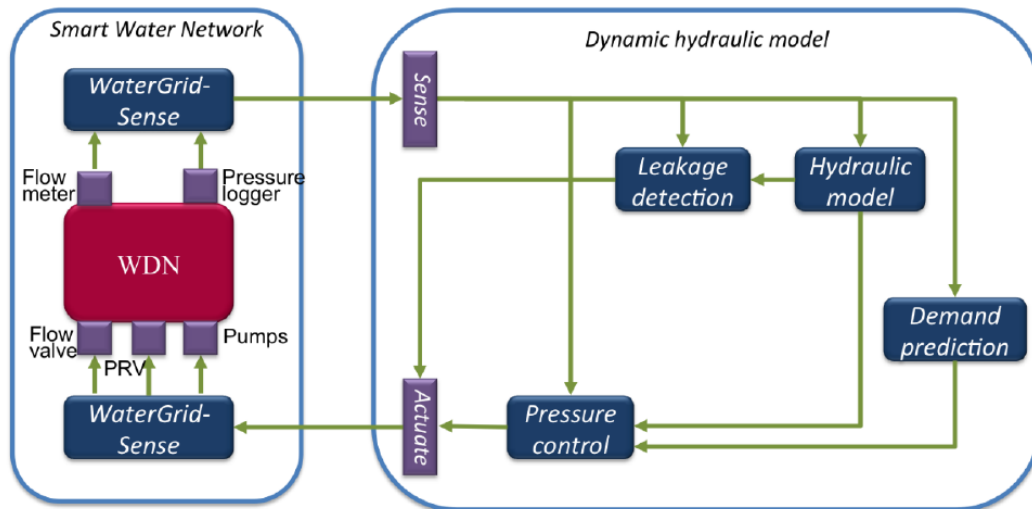 Smart Water Network
WaterGrid-
Sense
Flow
meter
Pressure
logger
WDN
Flow
valve
PRV
Pumps
WaterGrid-
Sense
Dynamic hydraulic model
Sense
Leakage
detection
Hydraulic
model
Demand
prediction
Actuate
Pressure
control